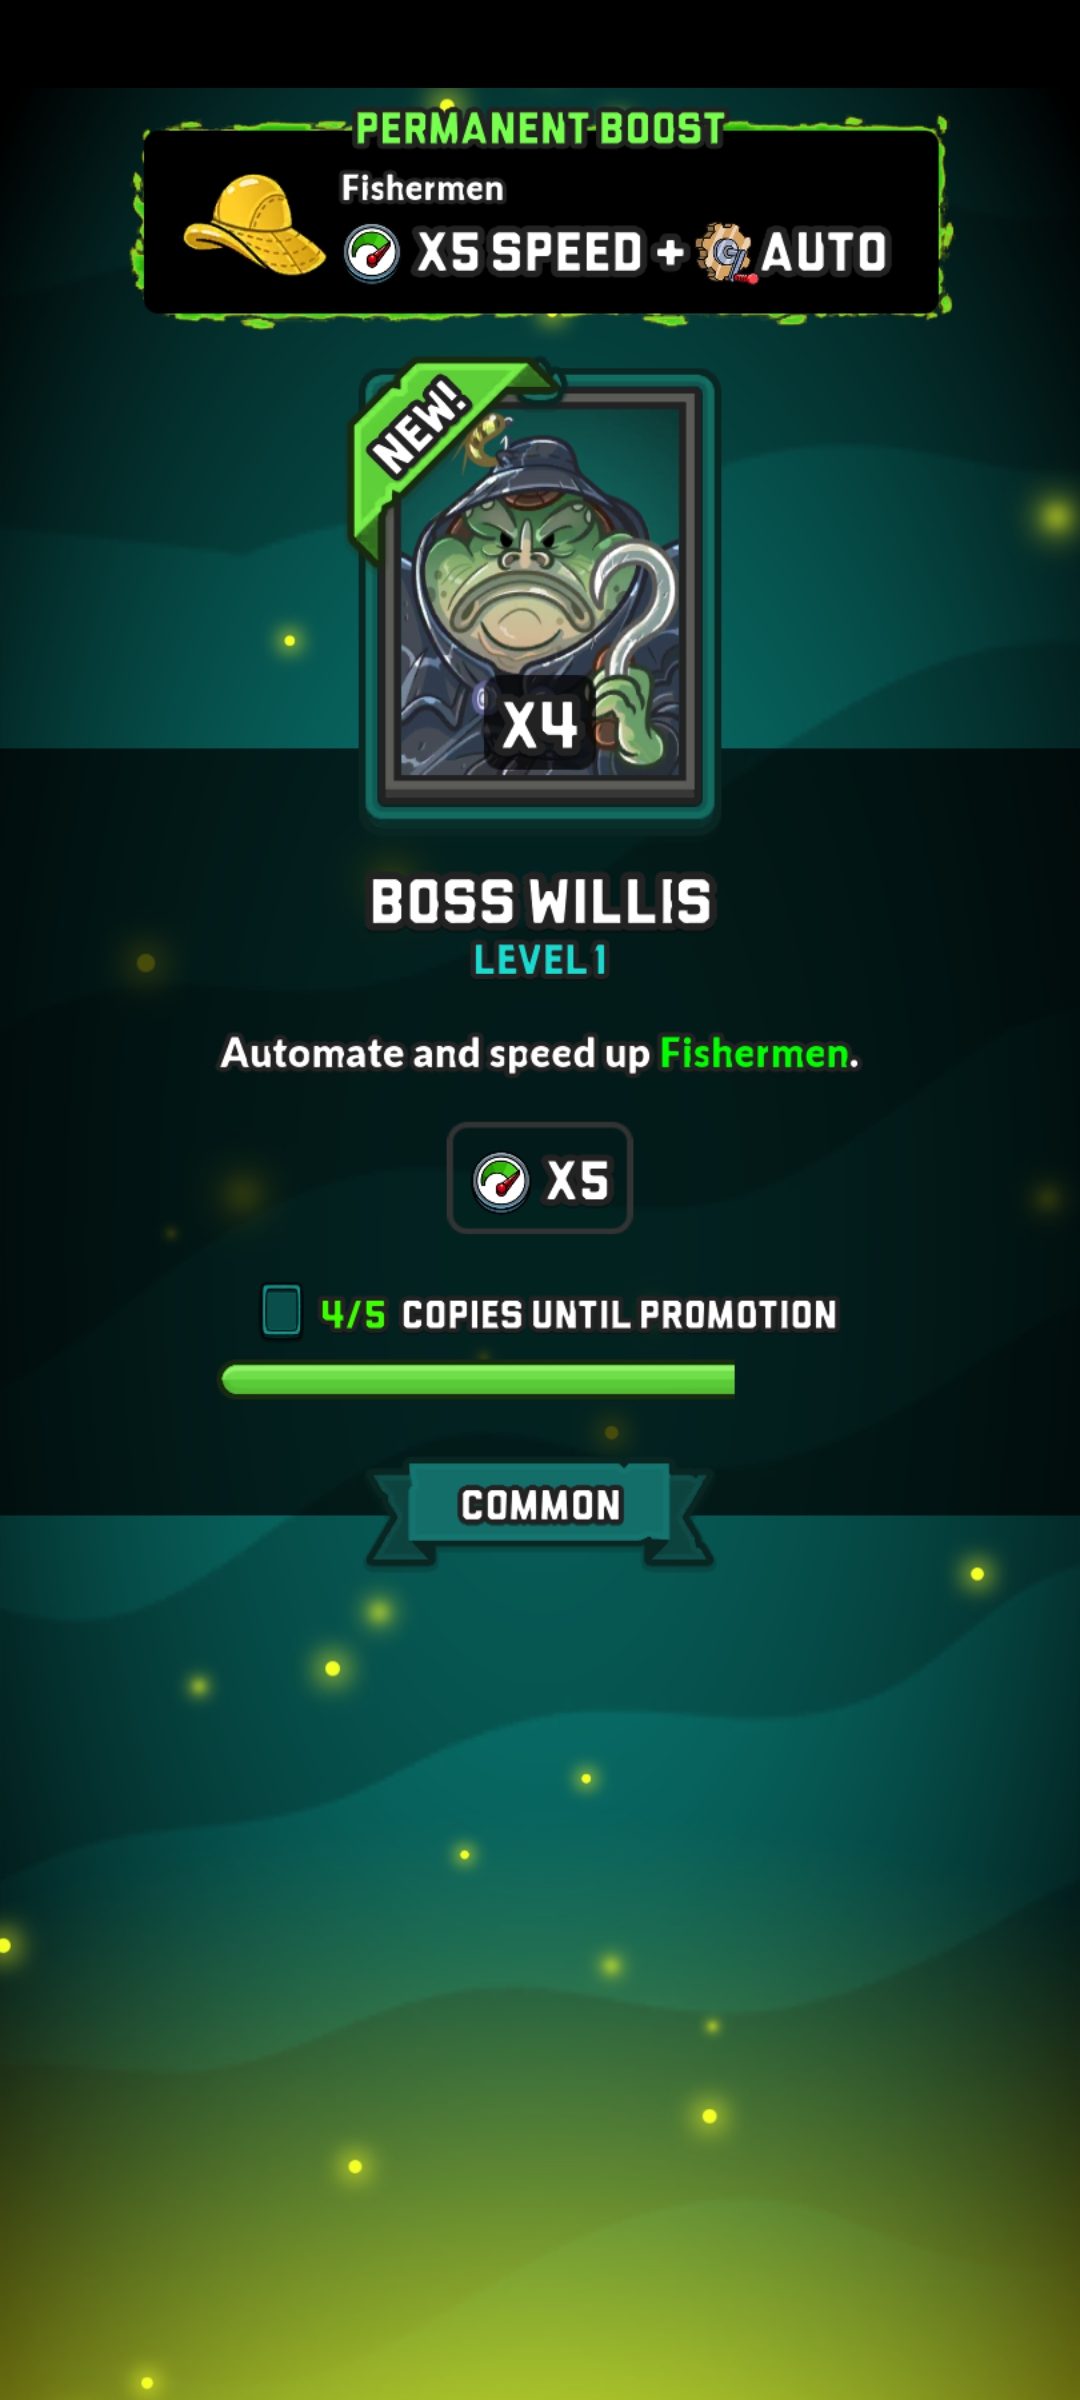 PERMANENT BOOST
Fishermen
X5 SPEED + AUTO
NEW!
X4
BOSS WILLIS
LEVEL 1
Automate and speed up Fishermen.
X5
4/5 COPIES UNTIL PROMOTION
COMMON